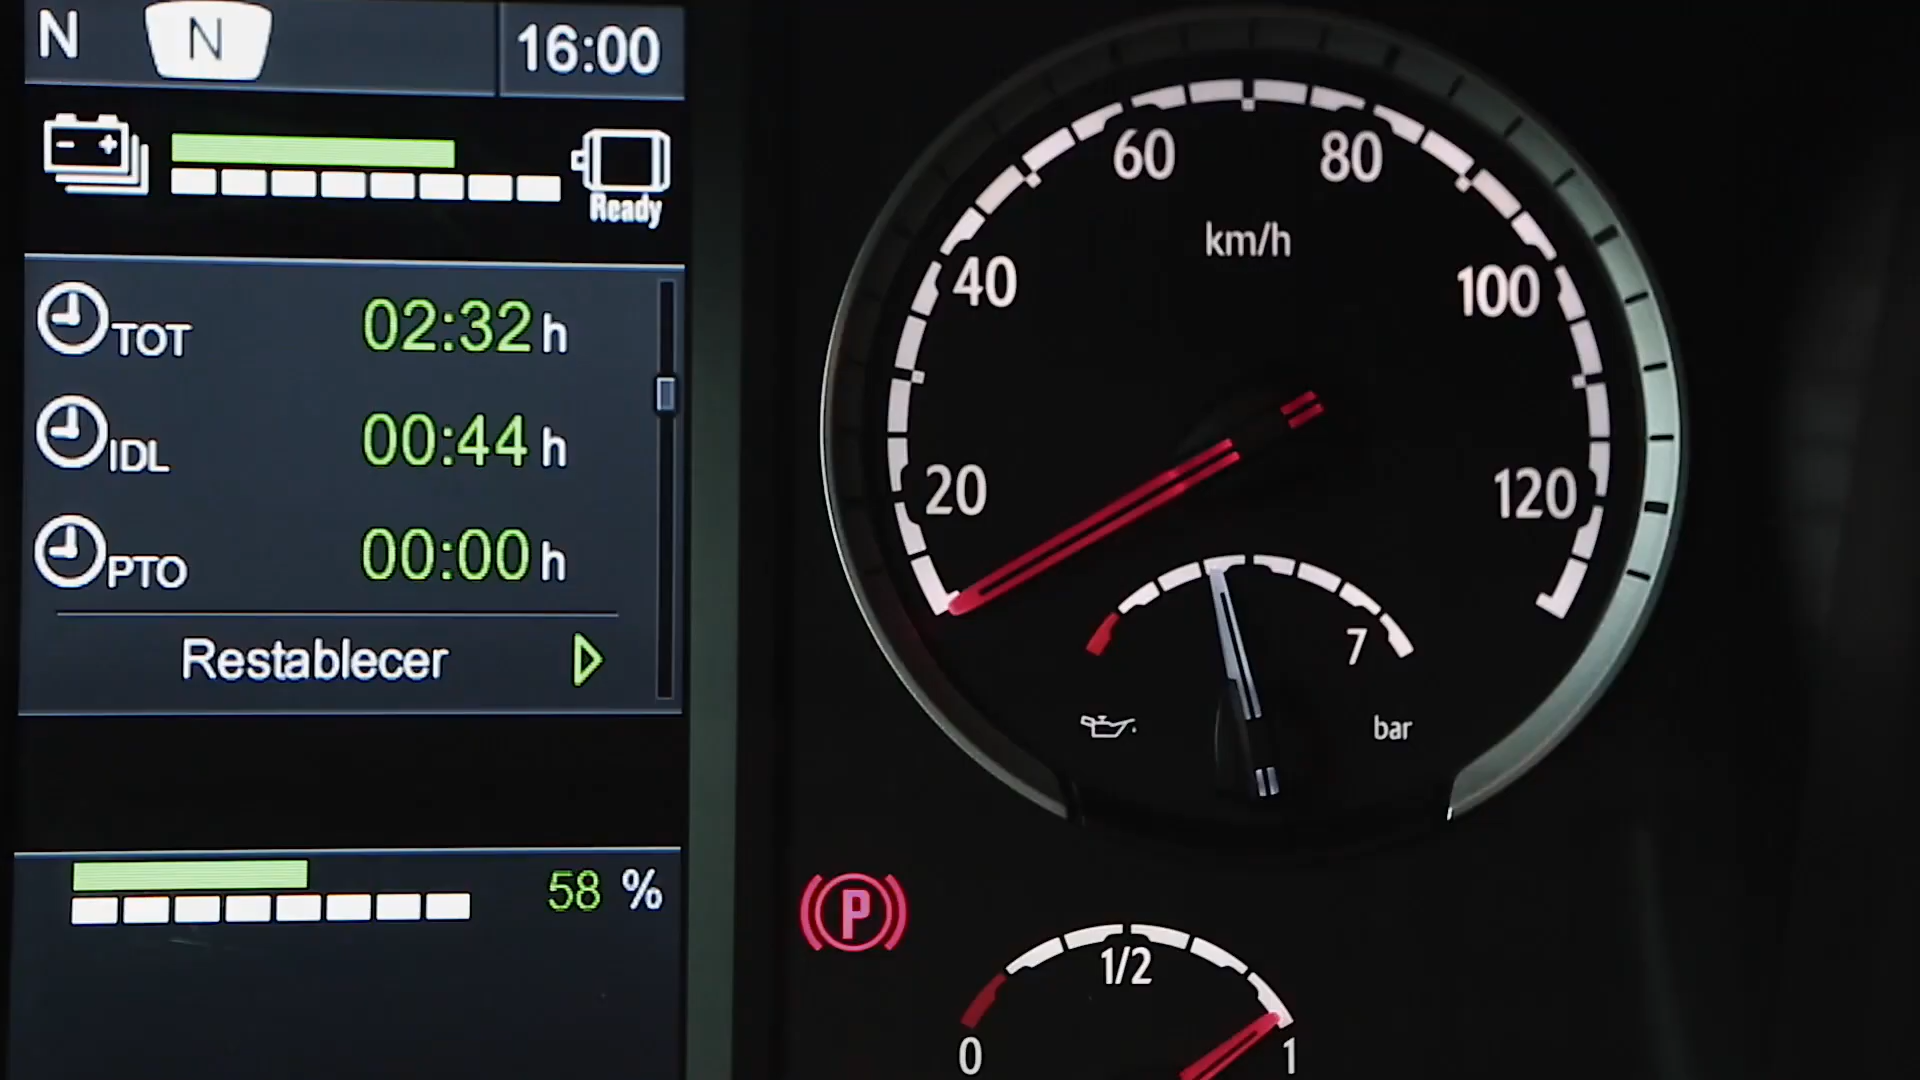 N N 16:00
Ready
TOT 02:32 h
IDL 00:44 h
PTO 00:00 h
Restablecer
58 %
60 80
km/h
40 100
20 120
7
bar
P
1/2
0 1